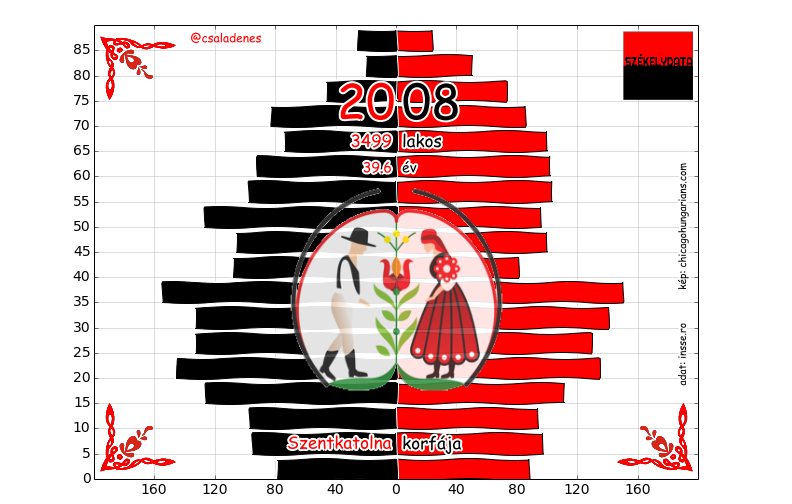 @csaladenes
SZÉKELYDATA
2008
3499 lakos
39.6 év
kép: chicagohungarians.com
adat: insse.ro
Szentkatolna korfája
85
80
75
70
65
60
55
50
45
40
35
30
25
20
15
10
5
0
160 120 80 40 0 40 80 120 160